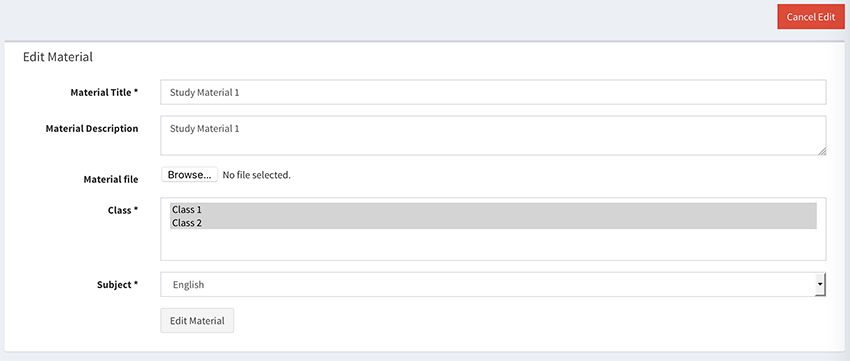 Cancel Edit
Edit Material
Material Title *
Study Material 1
Material Description
Study Material 1
Material file
Browse... No file selected.
Class *
Class 1
Class 2
Subject *
English
Edit Material